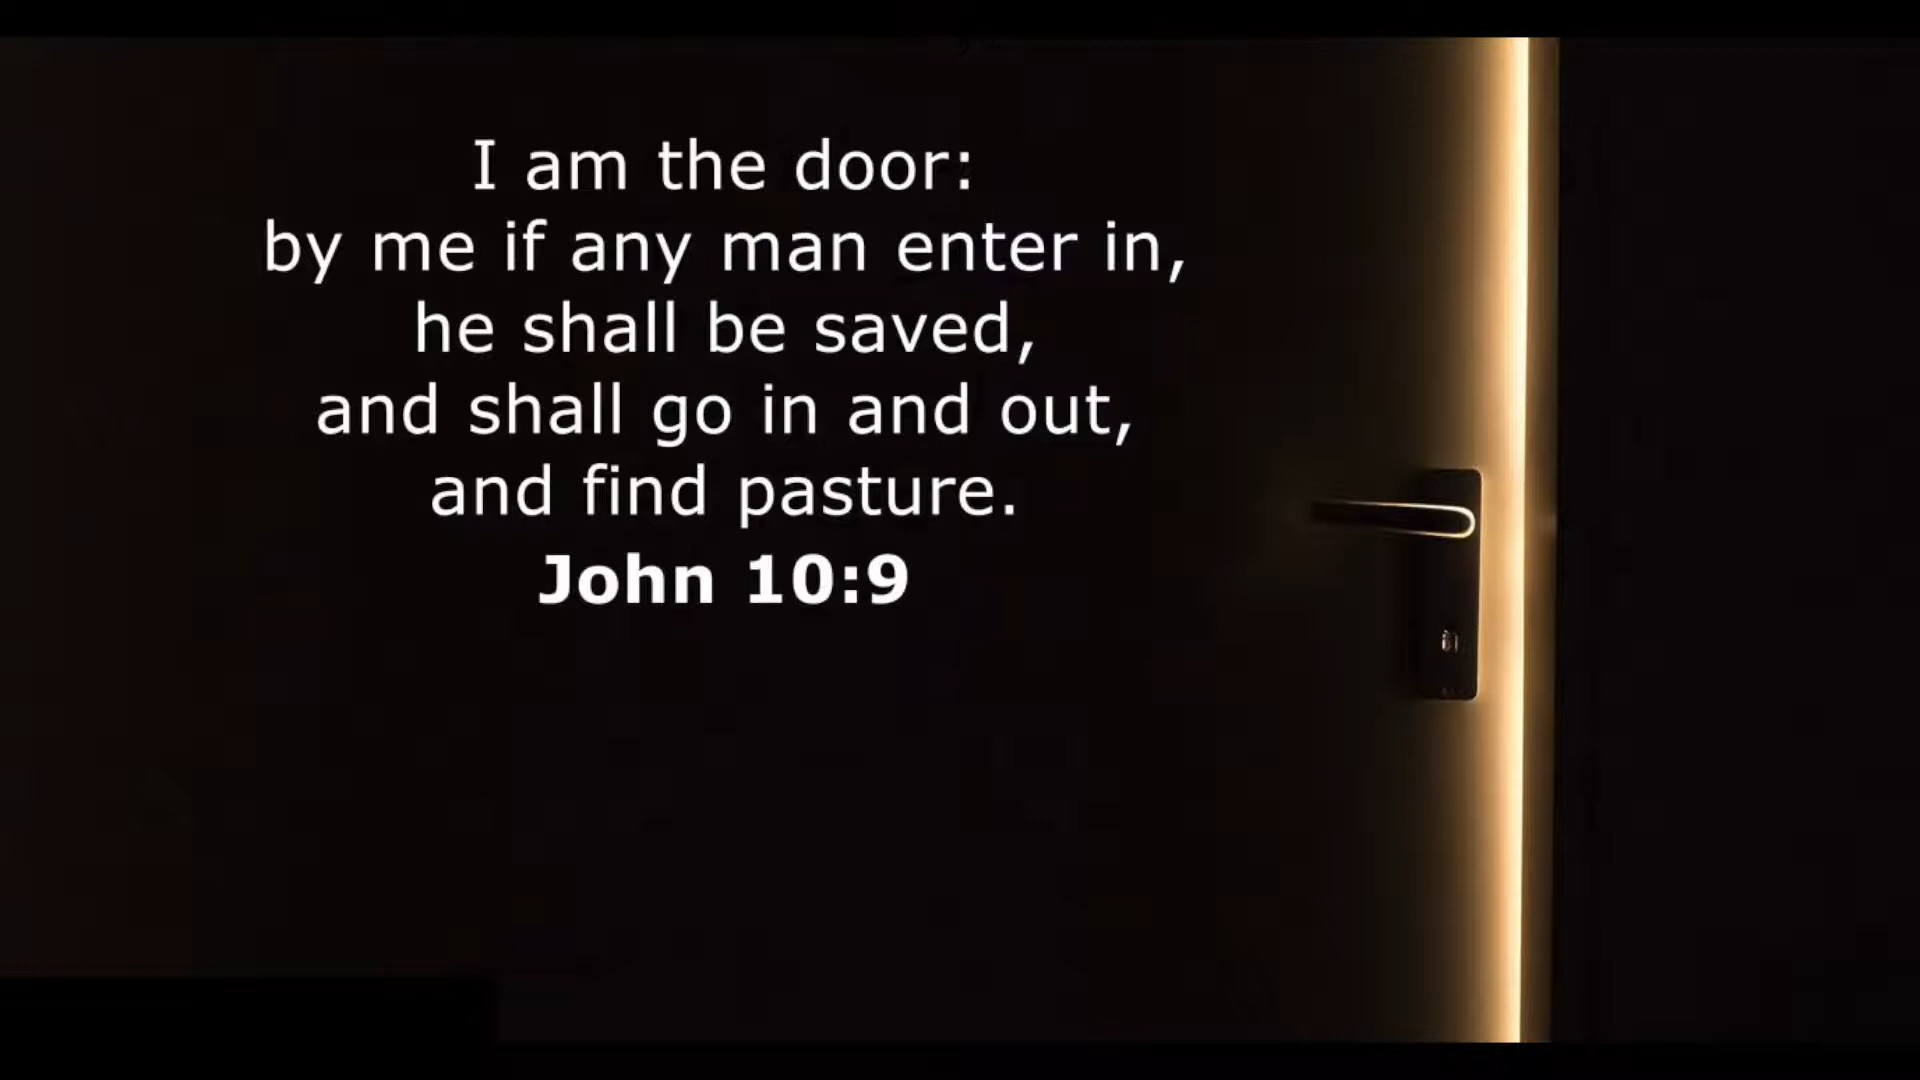 I am the door:
by me if any man enter in,
he shall be saved,
and shall go in and out,
and find pasture.
John 10:9